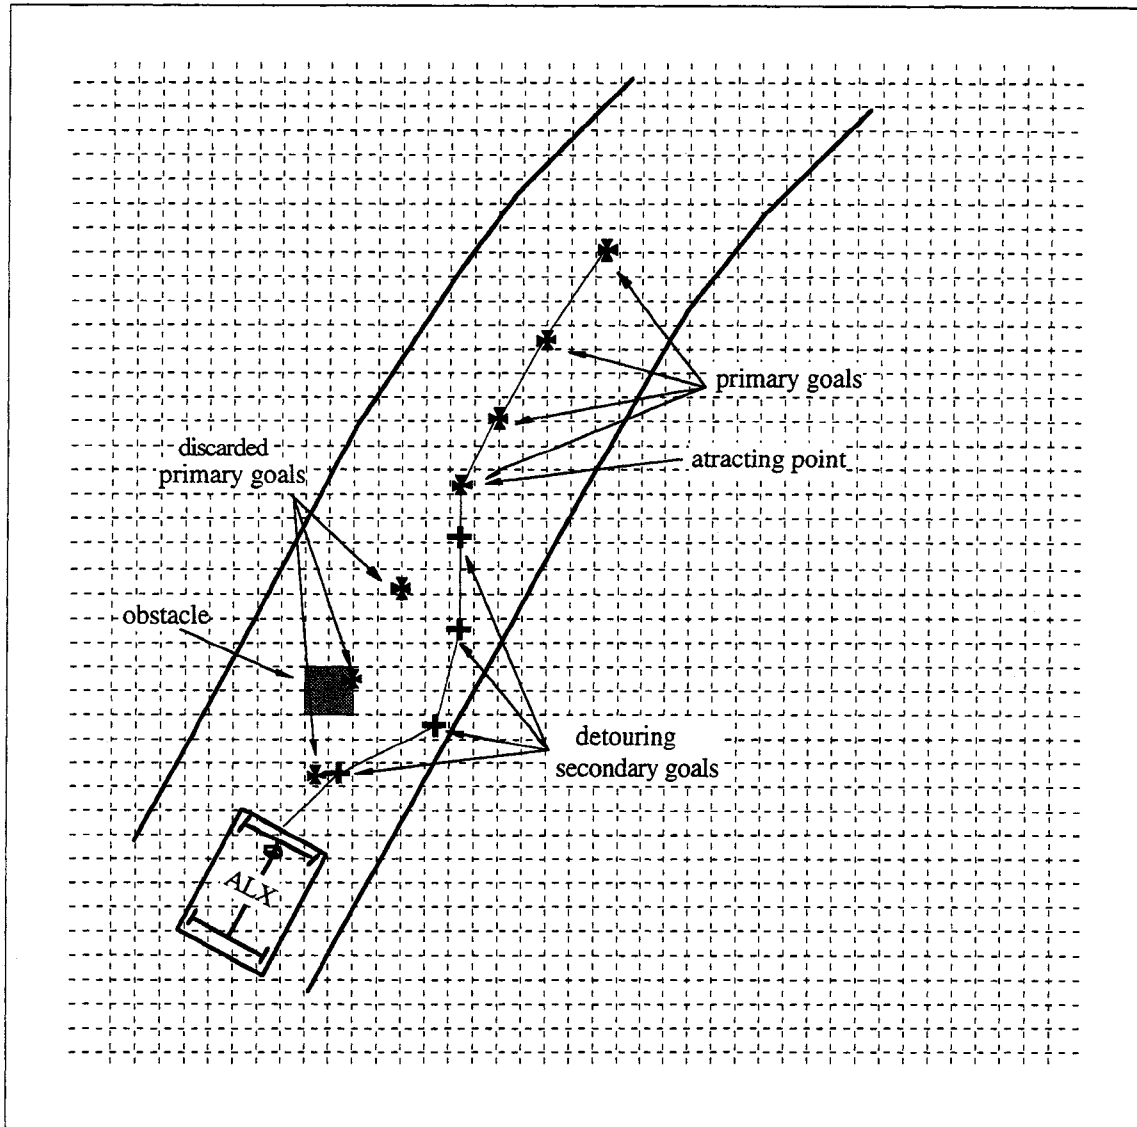 primary goals
discarded
primary goals
atracting point
obstacle
detouring
secondary goals
ALX